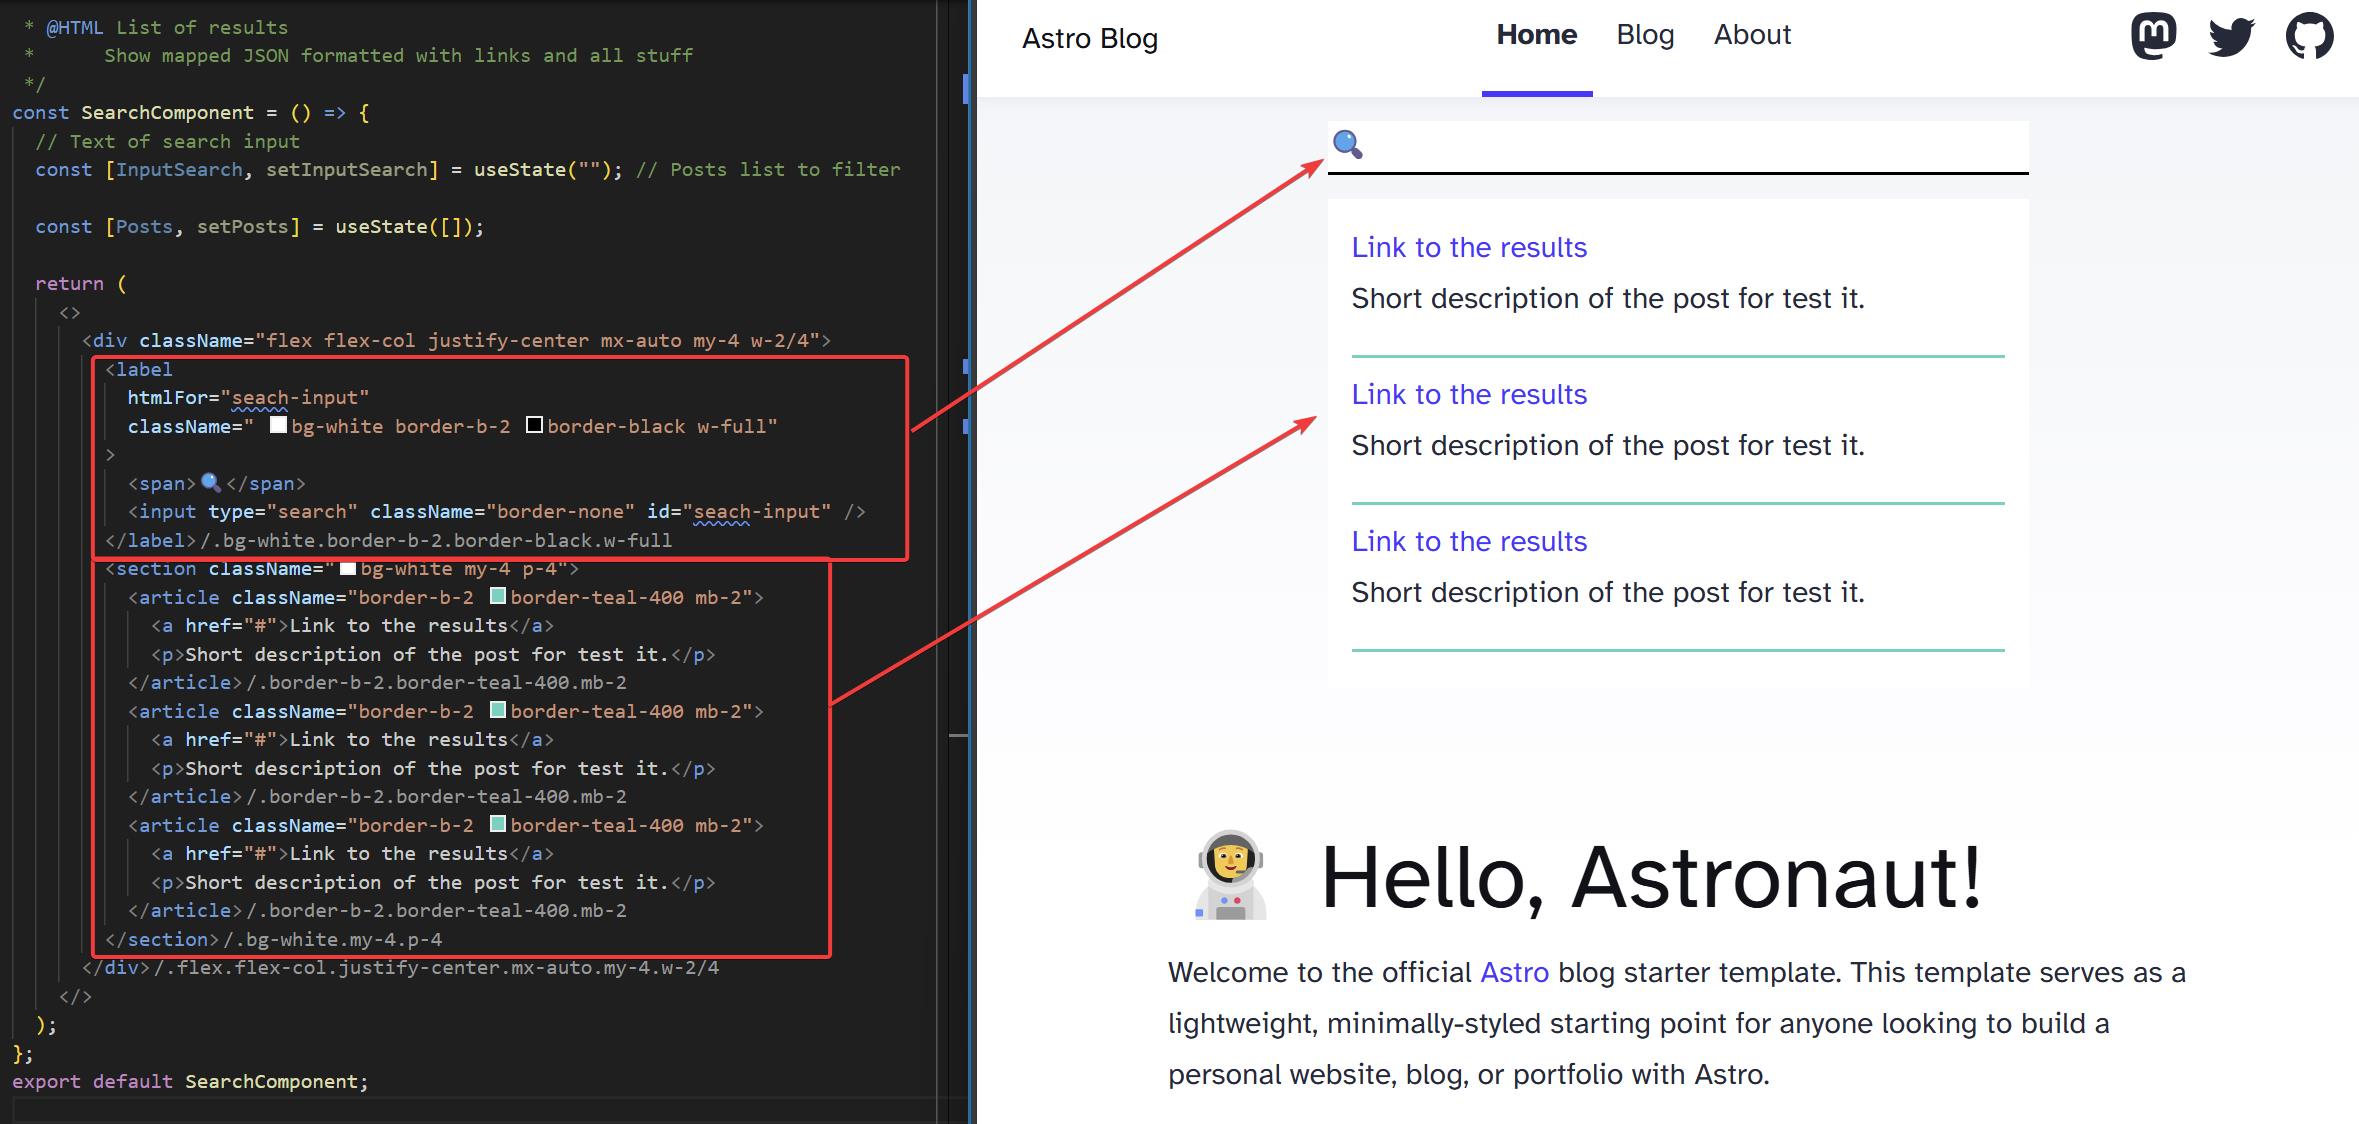 * @HTML List of results
* Show mapped JSON formatted with links and all stuff
*/
const SearchComponent = () => {
// Text of search input
const [InputSearch, setInputSearch] = useState(""); // Posts list to filter
const [Posts, setPosts] = useState([]);
return (
<>
<div className="flex flex-col justify-center mx-auto my-4 w-2/4">
<label
htmlFor="seach-input"
className=" bg-white border-b-2 border-black w-full"
>
<span>🔍</span>
<input type="search" className="border-none" id="seach-input" />
</label>/.bg-white.border-b-2.border-black.w-full
<section className=" bg-white my-4 p-4">
<article className="border-b-2 border-teal-400 mb-2">
<a href="#">Link to the results</a>
<p>Short description of the post for test it.</p>
</article>/.border-b-2.border-teal-400.mb-2
<article className="border-b-2 border-teal-400 mb-2">
<a href="#">Link to the results</a>
<p>Short description of the post for test it.</p>
</article>/.border-b-2.border-teal-400.mb-2
<article className="border-b-2 border-teal-400 mb-2">
<a href="#">Link to the results</a>
<p>Short description of the post for test it.</p>
</article>/.border-b-2.border-teal-400.mb-2
</section>/.bg-white.my-4.p-4
</div>/.flex.flex-col.justify-center.mx-auto.my-4.w-2/4
</>
);
};
export default SearchComponent;
Astro Blog
Home Blog About
Link to the results
Short description of the post for test it.
Link to the results
Short description of the post for test it.
Link to the results
Short description of the post for test it.
Hello, Astronaut!
Welcome to the official Astro blog starter template. This template serves as a
lightweight, minimally-styled starting point for anyone looking to build a
personal website, blog, or portfolio with Astro.